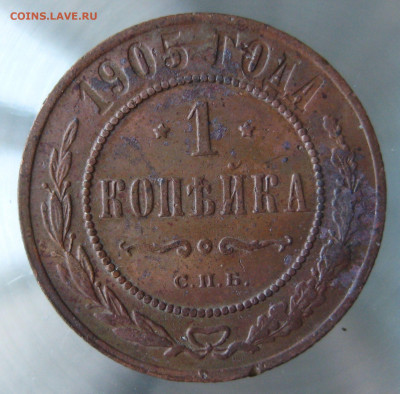 COINS.LAVE.RU
1905 ГОДА
1
КОПѢЙКА
С.П.Б.